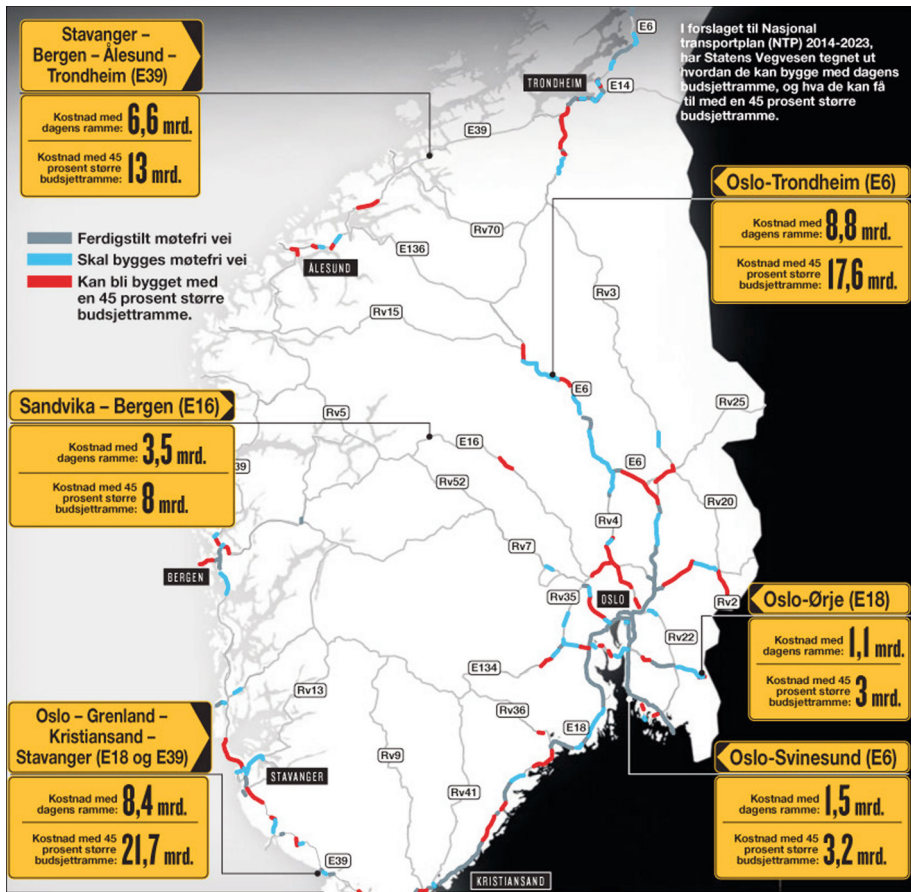 Stavanger –
Bergen – Ålesund –
Trondheim (E39)
Kostnad med
dagens ramme: 6,6 mrd.
Kostnad med 45
prosent større
budsjettramme: 13 mrd.
I forslaget til Nasjonal
transportplan (NTP) 2014-2023,
har Statens Vegvesen tegnet ut
hvordan de kan bygge med dagens
budsjettramme, og hva de kan få
til med en 45 prosent større
budsjettramme.
E6
TRONDHEIM
E14
E39
Oslo-Trondheim (E6)
Kostnad med
dagens ramme: 8,8 mrd.
Kostnad med 45
prosent større
budsjettramme: 17,6 mrd.
Ferdigstilt møtefri vei
Skal bygges møtefri vei
Kan bli bygget med
en 45 prosent større
budsjettramme.
Rv70
E136
ÅLESUND
Rv3
Rv15
E6
Rv25
Sandvika – Bergen (E16)
Kostnad med
dagens ramme: 3,5 mrd.
Kostnad med 45
prosent større
budsjettramme: 8 mrd.
Rv5
E16
E6
39
Rv52
Rv20
Rv4
Rv7
BERGEN
Rv35
OSLO
Rv2
Oslo-Ørje (E18)
Kostnad med
dagens ramme: 1,1 mrd.
Kostnad med 45
prosent større
budsjettramme: 3 mrd.
Rv22
E134
Rv13
Rv36
E18
Oslo – Grenland –
Kristiansand –
Stavanger (E18 og E39)
Kostnad med
dagens ramme: 8,4 mrd.
Kostnad med 45
prosent større
budsjettramme: 21,7 mrd.
STAVANGER
Rv9
Rv41
Oslo-Svinesund (E6)
Kostnad med
dagens ramme: 1,5 mrd.
Kostnad med 45
prosent større
budsjettramme: 3,2 mrd.
E39
KRISTIANSAND